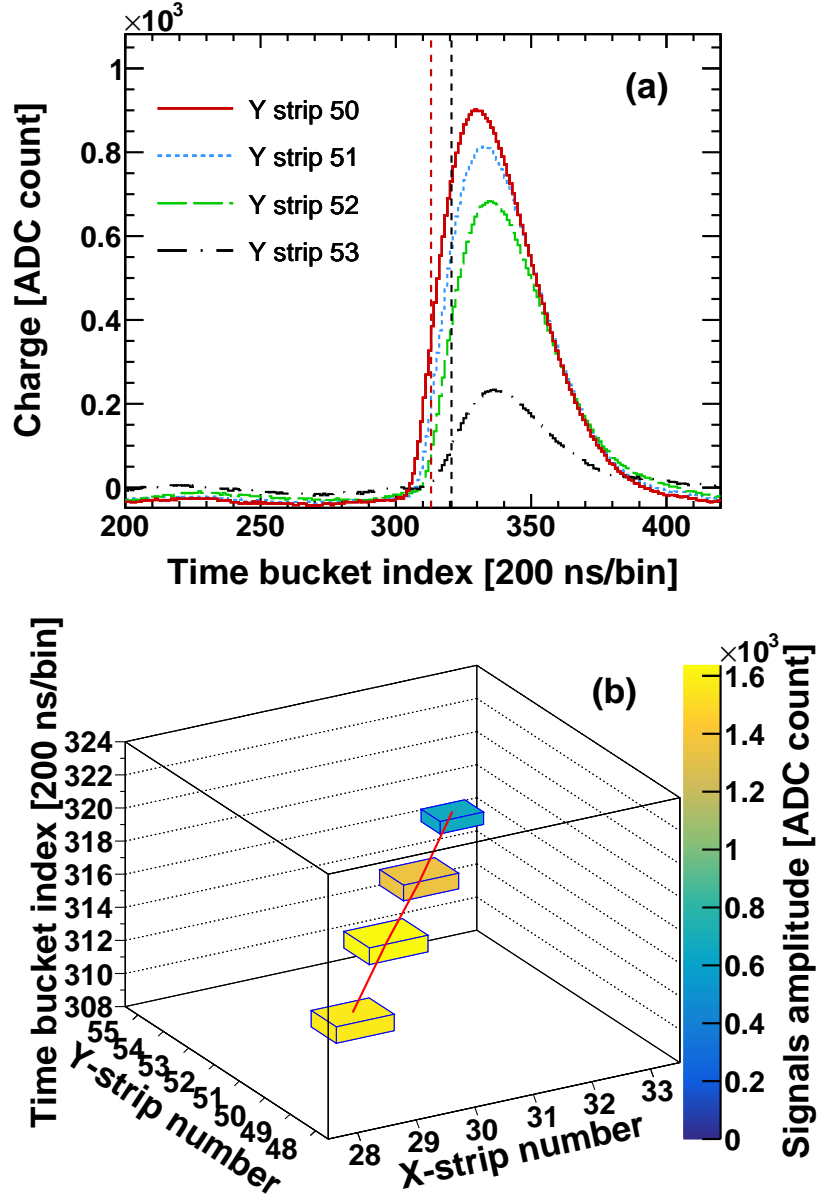 ×10³
1
0.8
0.6
0.4
0.2
0
Charge [ADC count]
(a)
Y strip 50
Y strip 51
Y strip 52
Y strip 53
200 250 300 350 400
Time bucket index [200 ns/bin]
(b)
×10³
Time bucket index [200 ns/bin]
324
322
320
318
316
314
312
310
308
55 54 53 52 51 50 49 48
Y-strip number
28 29 30 31 32 33
X-strip number
1.6
1.4
1.2
1
0.8
0.6
0.4
0.2
0
Signals amplitude [ADC count]